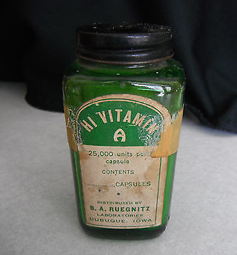 HI VITAMIN
A
25,000 units per
capsule
CONTENTS
CAPSULES
DISTRIBUTED BY
R. A. RUEGNITZ
LABORATORIES
DUBUQUE, IOWA